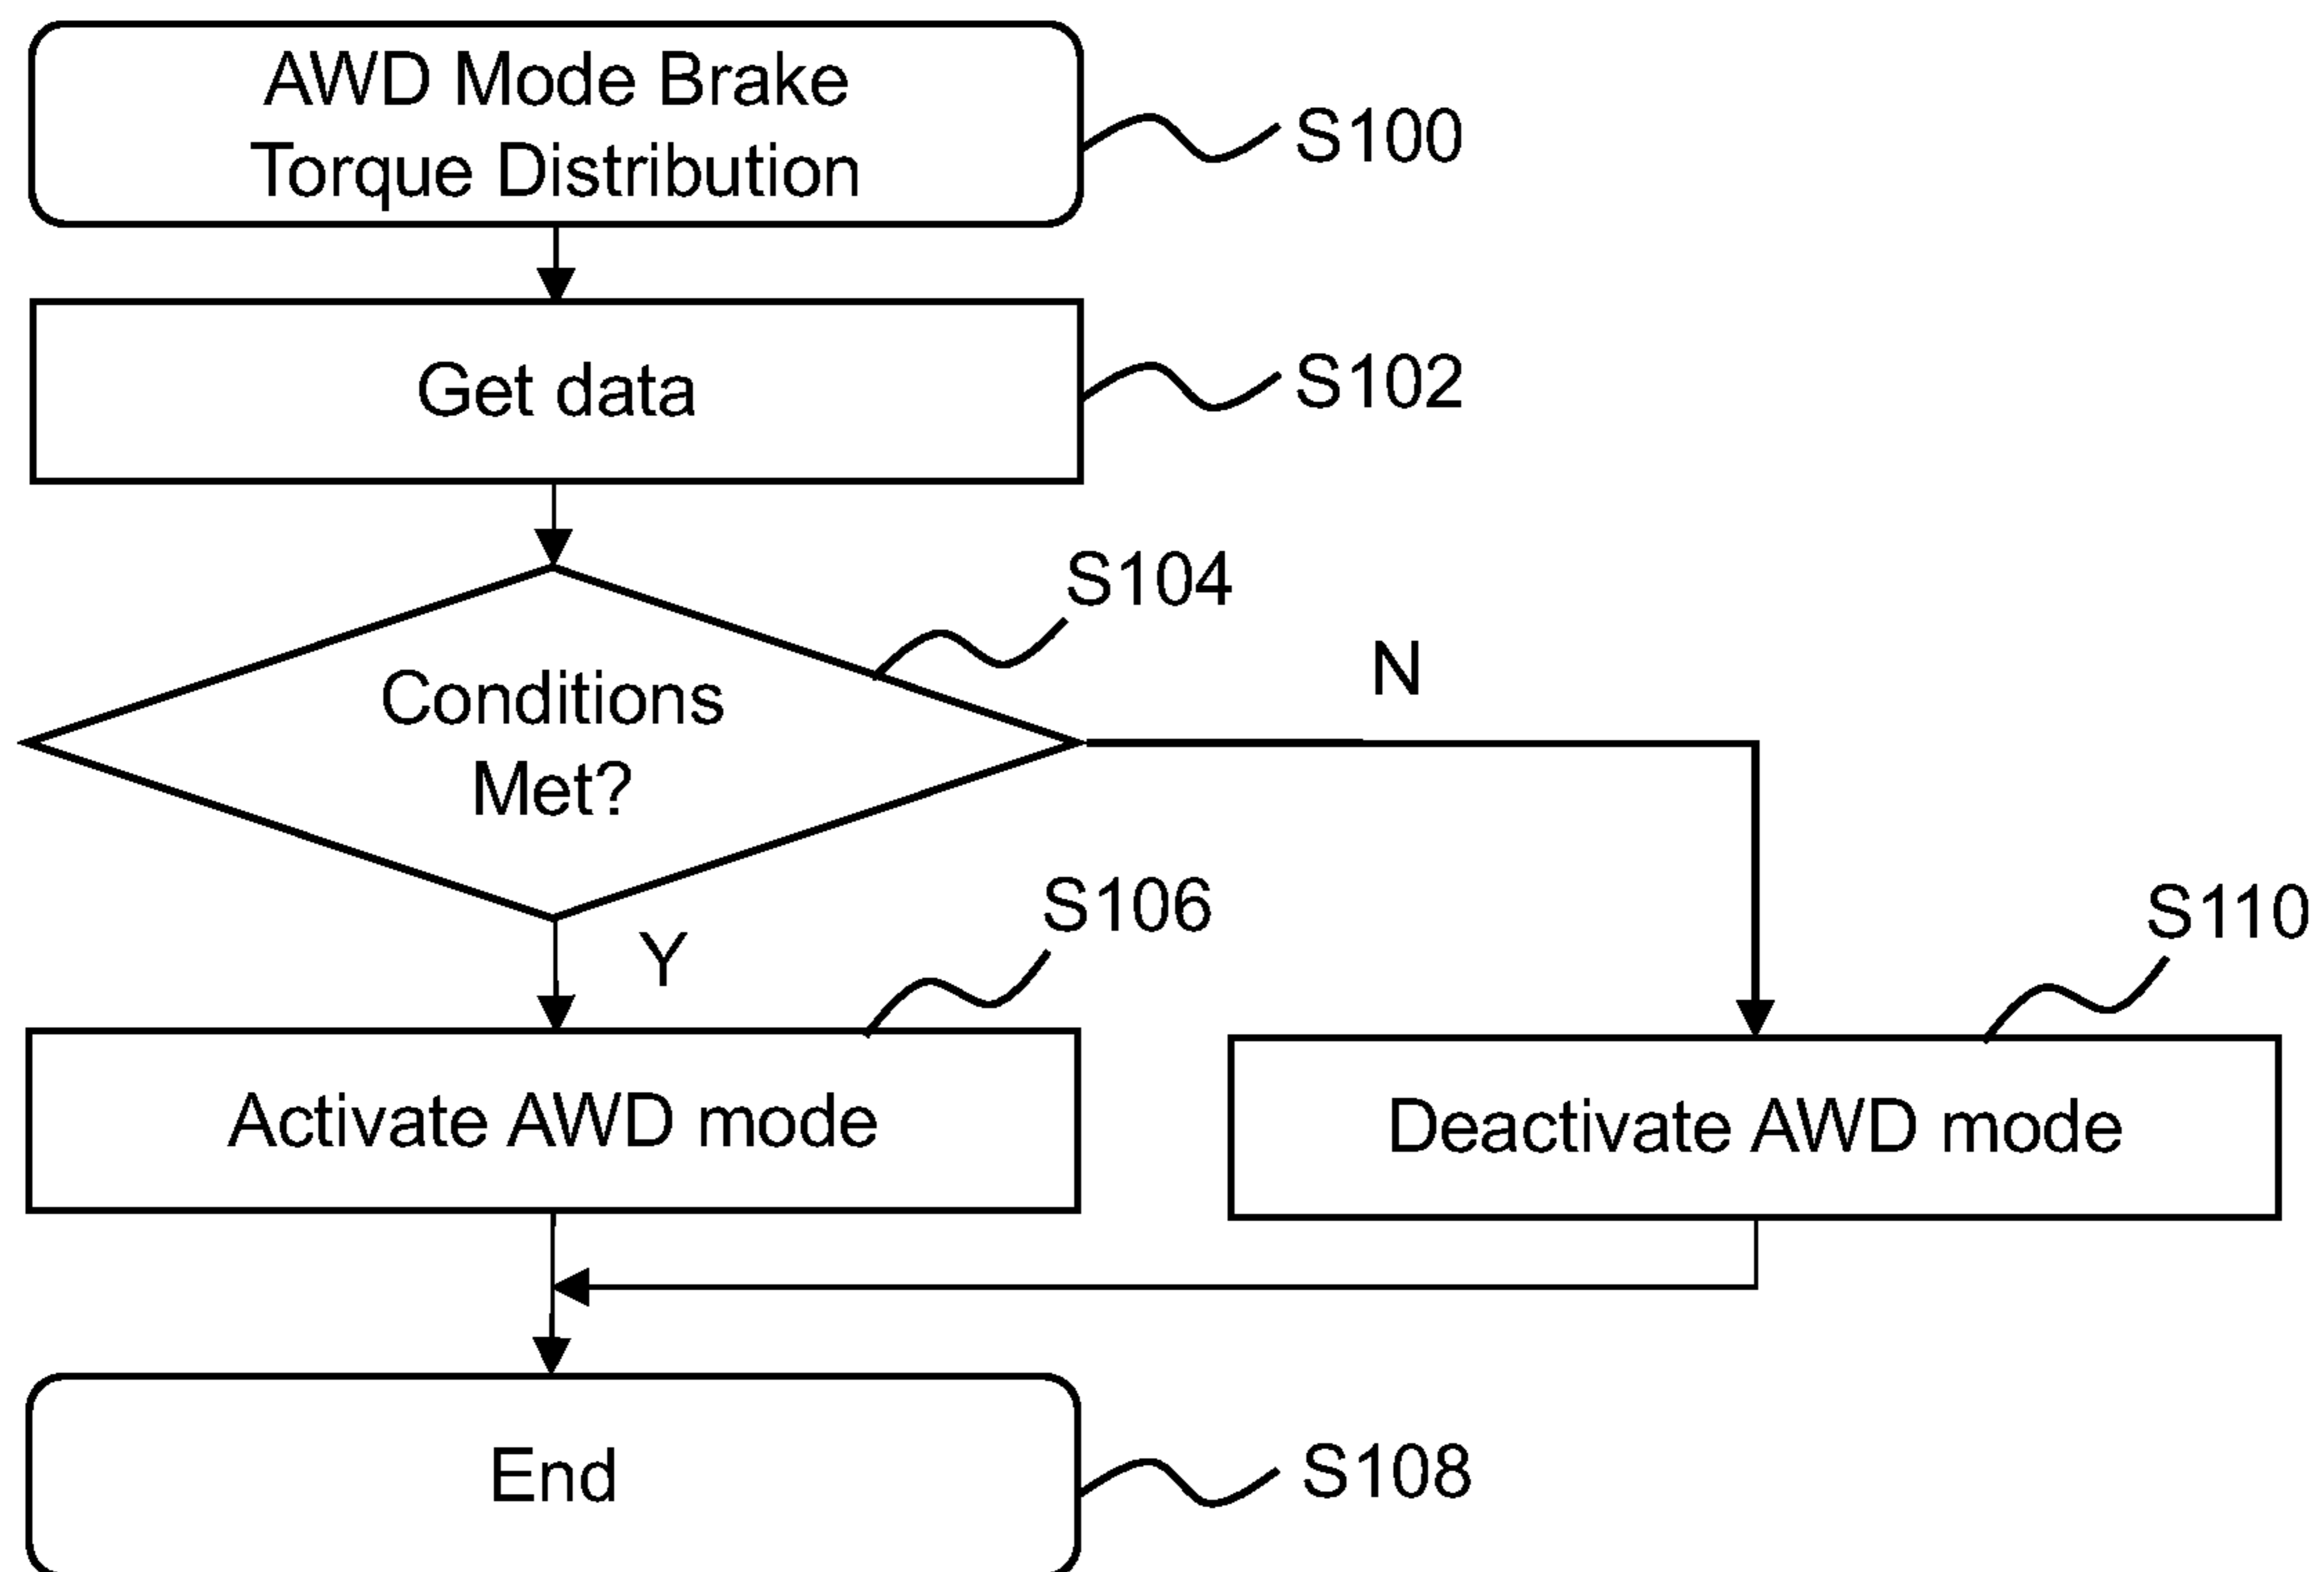 AWD Mode Brake
Torque Distribution
S100
Get data
S102
S104
Conditions
Met?
N
Y
S106
S110
Activate AWD mode
Deactivate AWD mode
End
S108